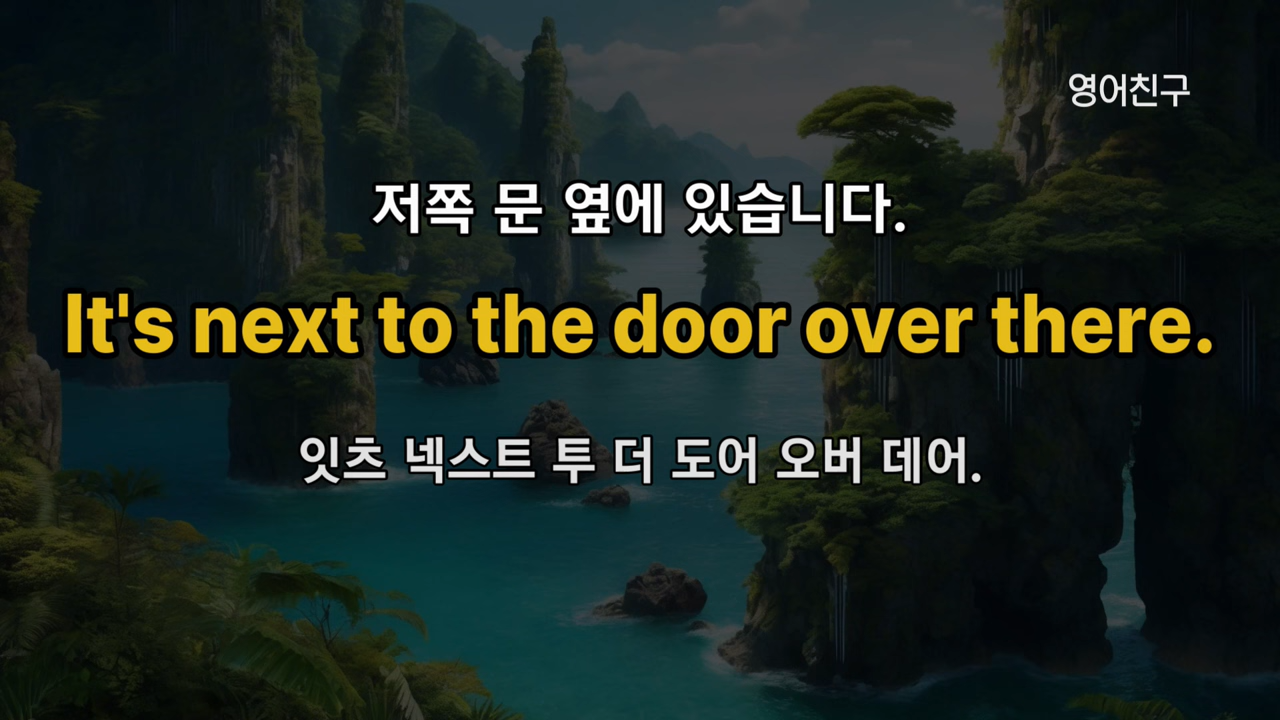 영어친구
저쪽 문 옆에 있습니다.
It's next to the door over there.
잇츠 넥스트 투 더 도어 오버 데어.